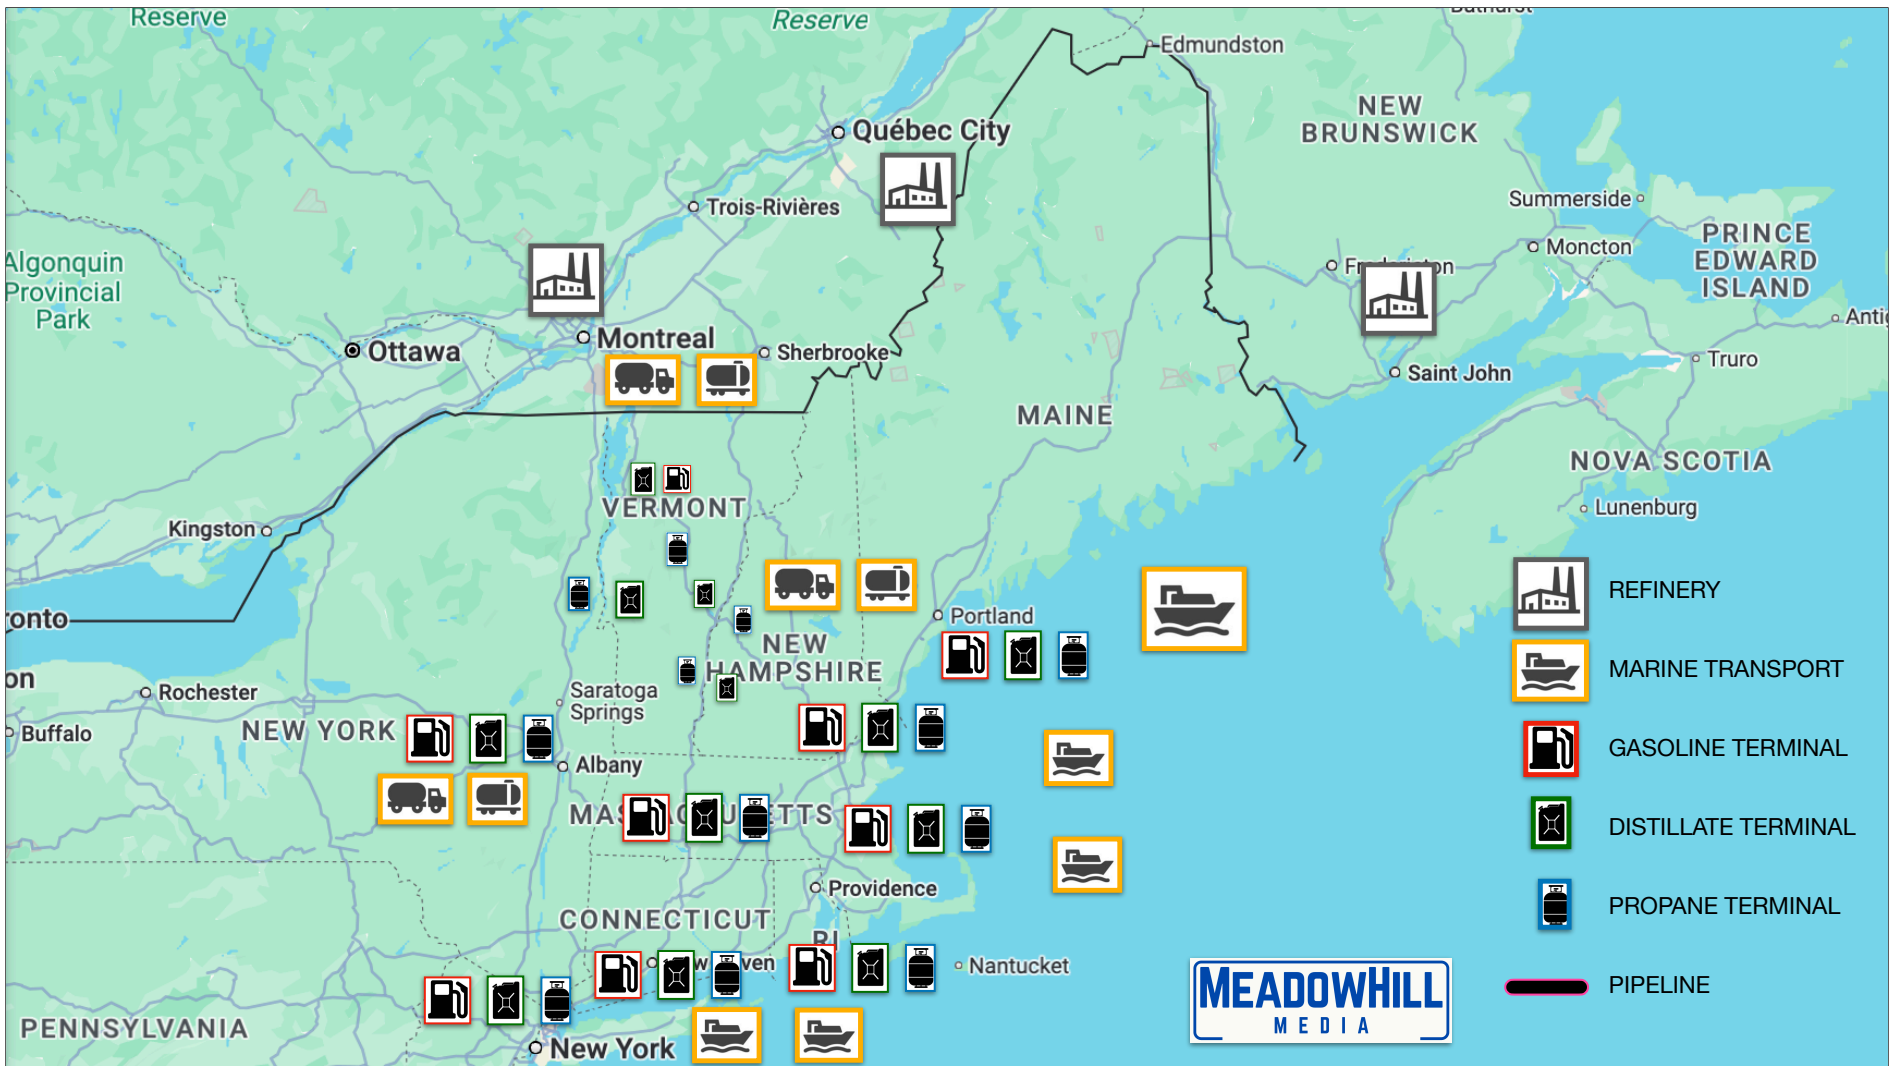 Reserve
Reserve
Edmundston
NEW
BRUNSWICK
Québec City
Trois-Rivières
Summerside
Moncton
PRINCE
EDWARD
ISLAND
Algonquin
Provincial
Park
Montreal
Ottawa
Sherbrooke
Saint John
Truro
MAINE
NOVA SCOTIA
Lunenburg
VERMONT
Kingston
ronto
Portland
NEW
HAMPSHIRE
on
Rochester
Saratoga
Springs
NEW YORK
Buffalo
Albany
Providence
CONNECTICUT
RI
Nantucket
PENNSYLVANIA
New York
REFINERY
MARINE TRANSPORT
GASOLINE TERMINAL
DISTILLATE TERMINAL
PROPANE TERMINAL
PIPELINE
MEADOWHILL
MEDIA